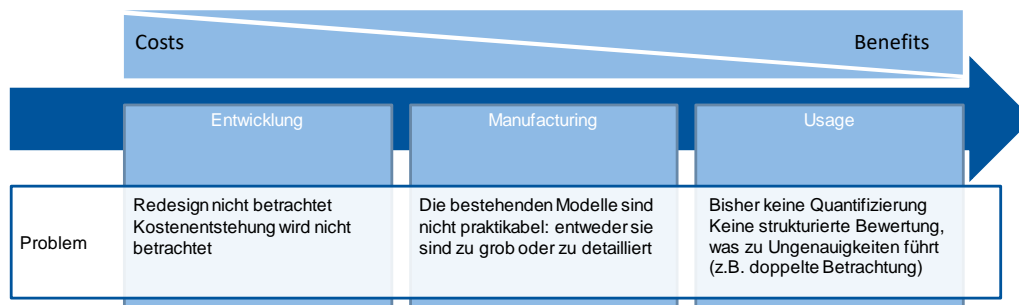 Costs
Benefits
Entwicklung
Manufacturing
Usage
Problem
Redesign nicht betrachtet
Kostenentstehung wird nicht
betrachtet
Die bestehenden Modelle sind
nicht praktikabel: entweder sie
sind zu grob oder zu detailliert
Bisher keine Quantifizierung
Keine strukturierte Bewertung,
was zu Ungenauigkeiten führt
(z.B. doppelte Betrachtung)